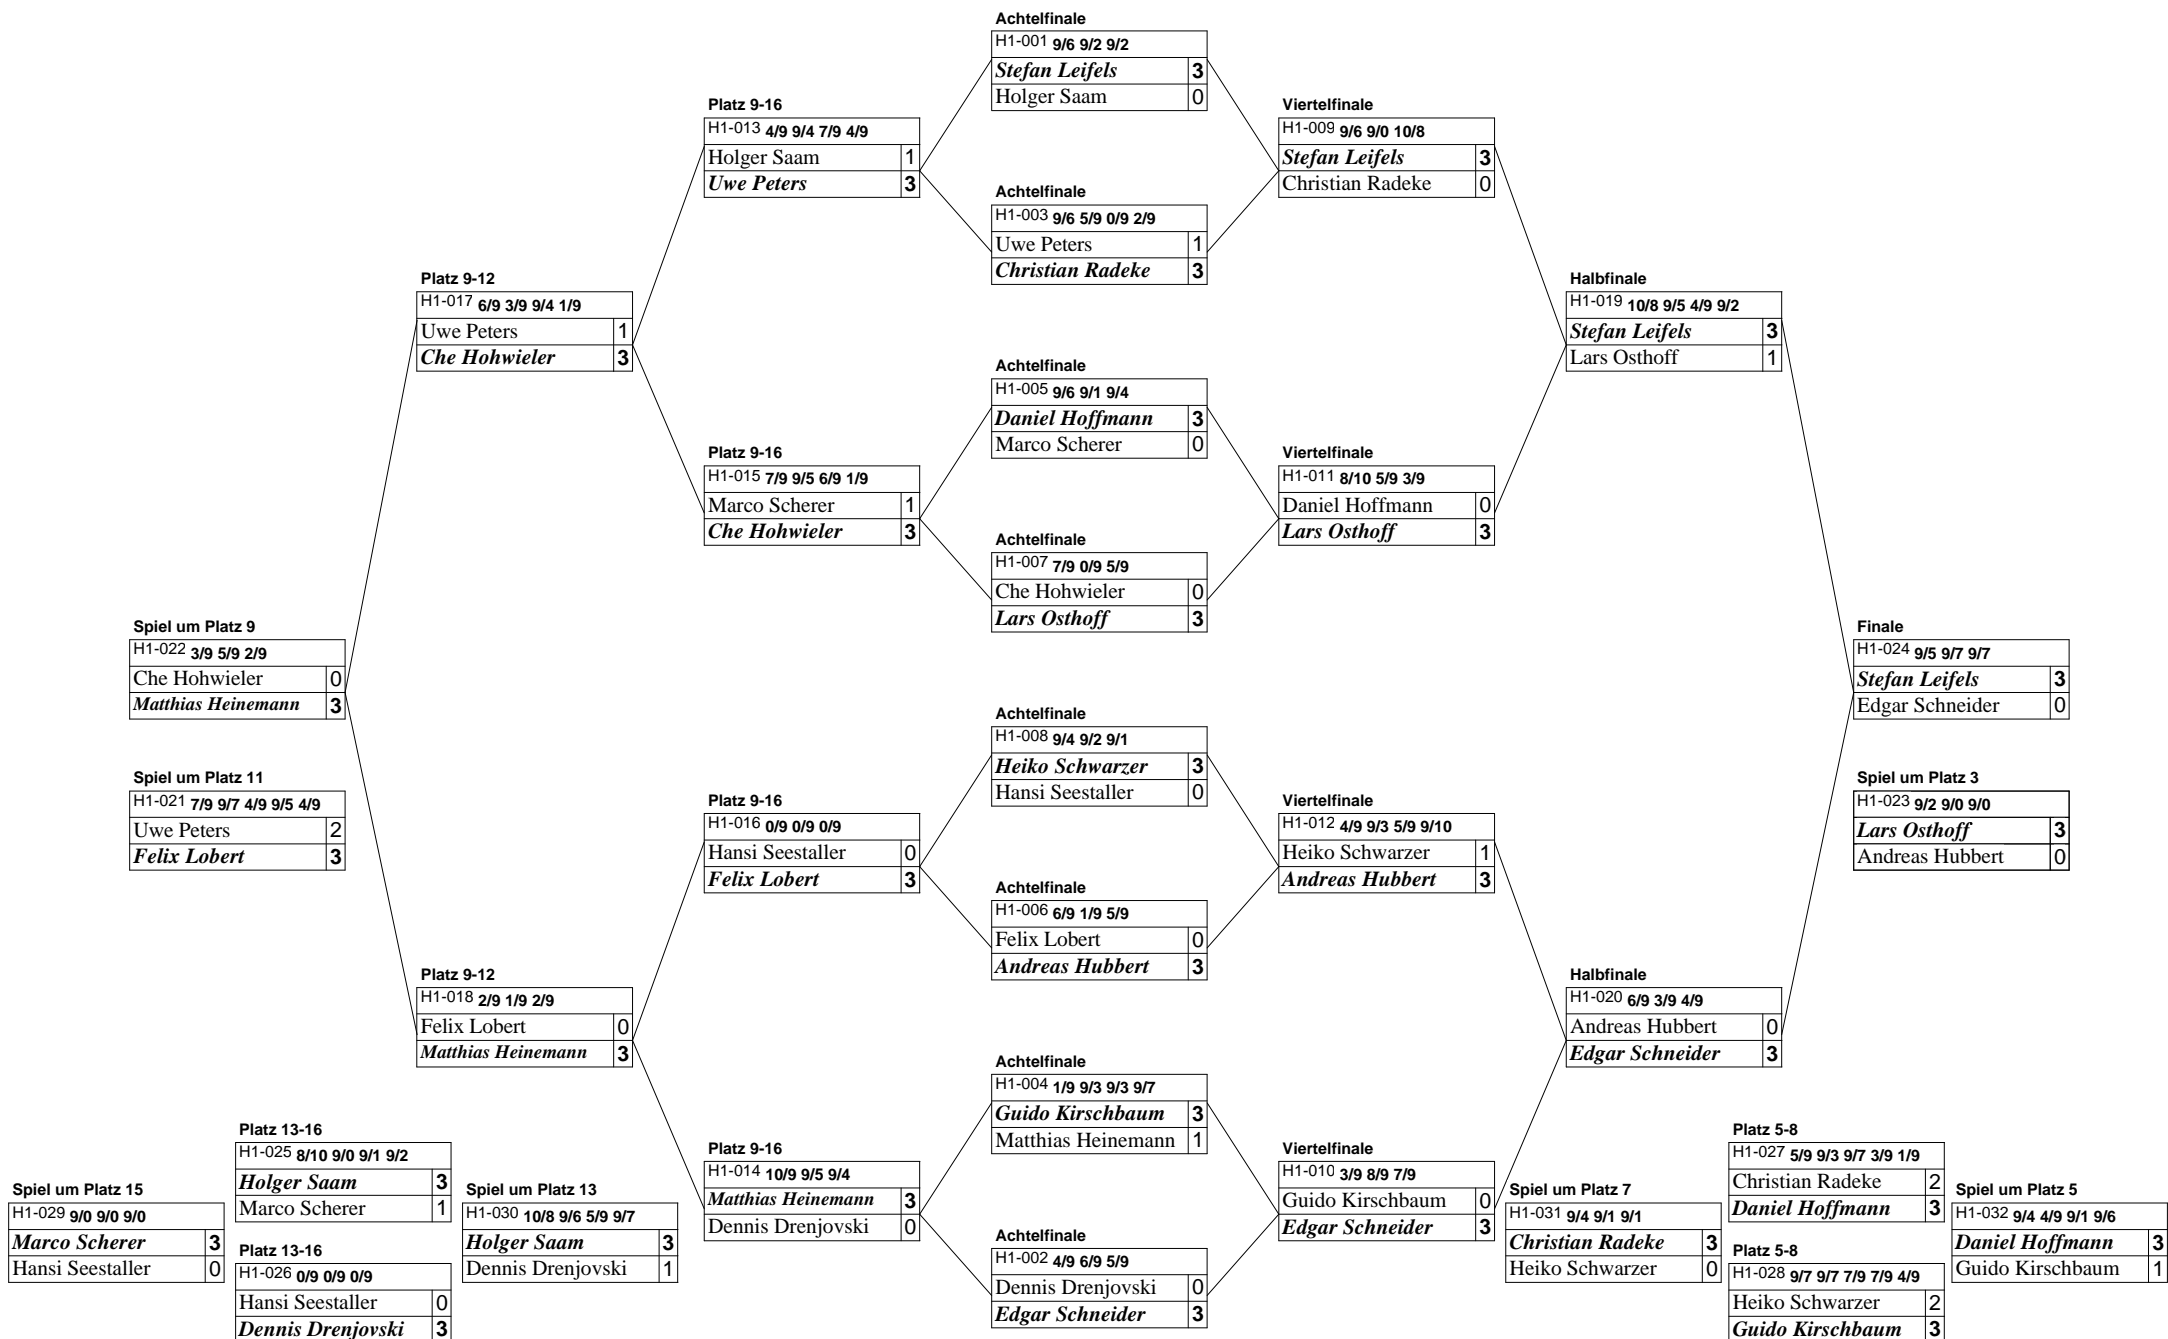 Achtelfinale
H1-001 9/6 9/2 9/2
Stefan Leifels 3
Holger Saam 0
Platz 9-16
H1-013 4/9 9/4 7/9 4/9
Holger Saam 1
Uwe Peters 3
Viertelfinale
H1-009 9/6 9/0 10/8
Stefan Leifels 3
Christian Radeke 0
Achtelfinale
H1-003 9/6 5/9 0/9 2/9
Uwe Peters 1
Christian Radeke 3
Platz 9-12
H1-017 6/9 3/9 9/4 1/9
Uwe Peters 1
Che Hohwieler 3
Halbfinale
H1-019 10/8 9/5 4/9 9/2
Stefan Leifels 3
Lars Osthoff 1
Achtelfinale
H1-005 9/6 9/1 9/4
Daniel Hoffmann 3
Marco Scherer 0
Platz 9-16
H1-015 7/9 9/5 6/9 1/9
Marco Scherer 1
Che Hohwieler 3
Viertelfinale
H1-011 8/10 5/9 3/9
Daniel Hoffmann 0
Lars Osthoff 3
Achtelfinale
H1-007 7/9 0/9 5/9
Che Hohwieler 0
Lars Osthoff 3
Spiel um Platz 9
H1-022 3/9 5/9 2/9
Che Hohwieler 0
Matthias Heinemann 3
Finale
H1-024 9/5 9/7 9/7
Stefan Leifels 3
Edgar Schneider 0
Achtelfinale
H1-008 9/4 9/2 9/1
Heiko Schwarzer 3
Hansi Seestaller 0
Spiel um Platz 11
H1-021 7/9 9/7 4/9 9/5 4/9
Uwe Peters 2
Felix Lobert 3
Spiel um Platz 3
H1-023 9/2 9/0 9/0
Lars Osthoff 3
Andreas Hubbert 0
Platz 9-16
H1-016 0/9 0/9 0/9
Hansi Seestaller 0
Felix Lobert 3
Viertelfinale
H1-012 4/9 9/3 5/9 9/10
Heiko Schwarzer 1
Andreas Hubbert 3
Achtelfinale
H1-006 6/9 1/9 5/9
Felix Lobert 0
Andreas Hubbert 3
Platz 9-12
H1-018 2/9 1/9 2/9
Felix Lobert 0
Matthias Heinemann 3
Halbfinale
H1-020 6/9 3/9 4/9
Andreas Hubbert 0
Edgar Schneider 3
Achtelfinale
H1-004 1/9 9/3 9/3 9/7
Guido Kirschbaum 3
Matthias Heinemann 1
Platz 9-16
H1-014 10/9 9/5 9/4
Matthias Heinemann 3
Dennis Drenjovski 0
Viertelfinale
H1-010 3/9 8/9 7/9
Guido Kirschbaum 0
Edgar Schneider 3
Achtelfinale
H1-002 4/9 6/9 5/9
Dennis Drenjovski 0
Edgar Schneider 3
Spiel um Platz 15
H1-029 9/0 9/0 9/0
Marco Scherer 3
Hansi Seestaller 0
Platz 13-16
H1-025 8/10 9/0 9/1 9/2
Holger Saam 3
Marco Scherer 1
Platz 13-16
H1-026 0/9 0/9 0/9
Hansi Seestaller 0
Dennis Drenjovski 3
Spiel um Platz 13
H1-030 10/8 9/6 5/9 9/7
Holger Saam 3
Dennis Drenjovski 1
Spiel um Platz 7
H1-031 9/4 9/1 9/1
Christian Radeke 3
Heiko Schwarzer 0
Platz 5-8
H1-027 5/9 9/3 9/7 3/9 1/9
Christian Radeke 2
Daniel Hoffmann 3
Platz 5-8
H1-028 9/7 9/7 7/9 7/9 4/9
Heiko Schwarzer 2
Guido Kirschbaum 3
Spiel um Platz 5
H1-032 9/4 4/9 9/1 9/6
Daniel Hoffmann 3
Guido Kirschbaum 1